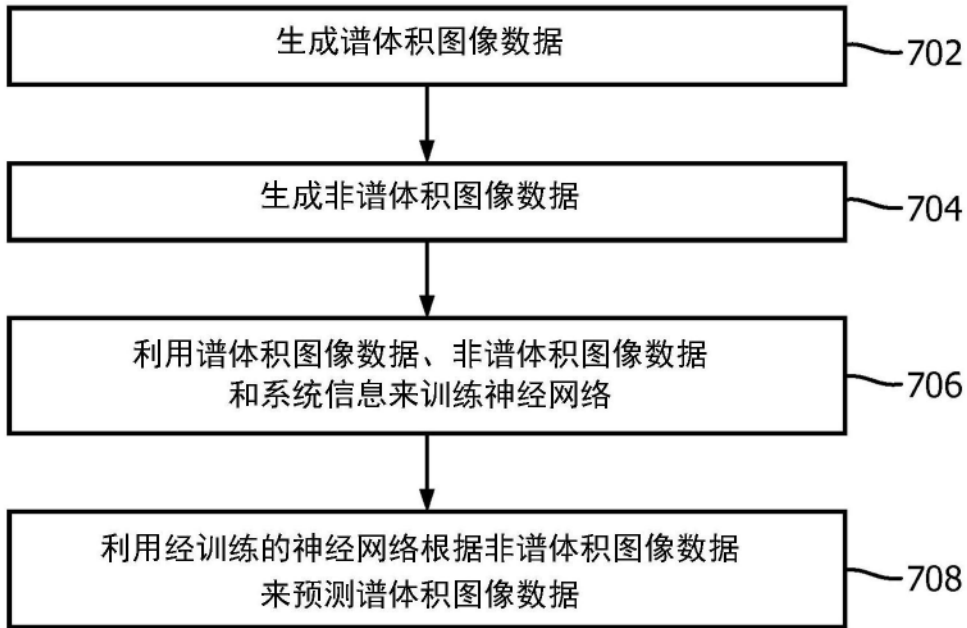 生成谱体积图像数据
702
生成非谱体积图像数据
704
利用谱体积图像数据、非谱体积图像数据
和系统信息来训练神经网络
706
利用经训练的神经网络根据非谱体积图像数据
来预测谱体积图像数据
708